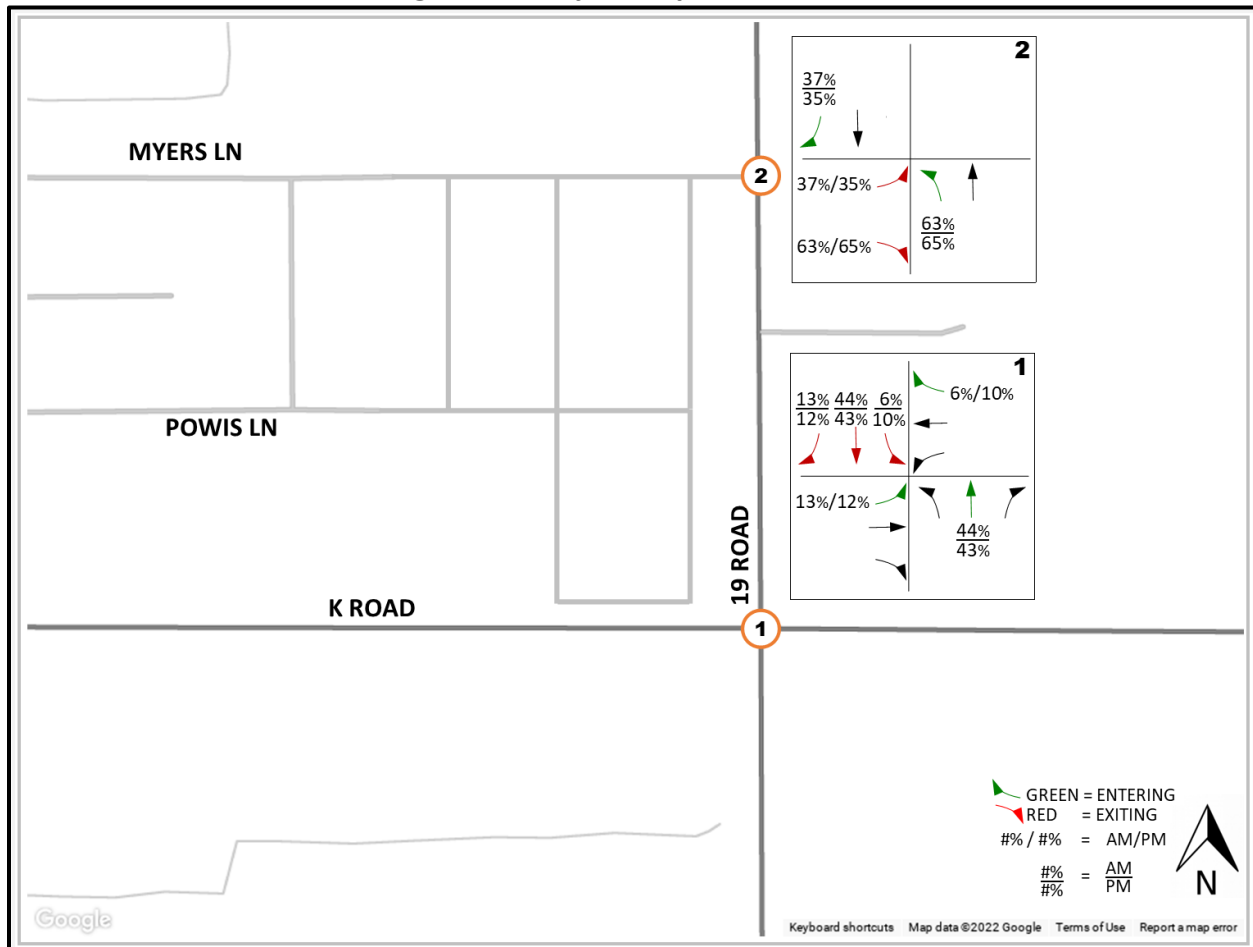 2
37%
35%
MYERS LN
2
37%/35%
63%
65%
63%/65%
1
6%/10%
13% 44% 6%
12% 43% 10%
POWIS LN
13%/12%
44%
43%
19 ROAD
K ROAD
1
GREEN = ENTERING
RED = EXITING
#% / #% = AM/PM
#% = AM
#% PM
N
Google
Keyboard shortcuts Map data ©2022 Google Terms of Use Report a map error